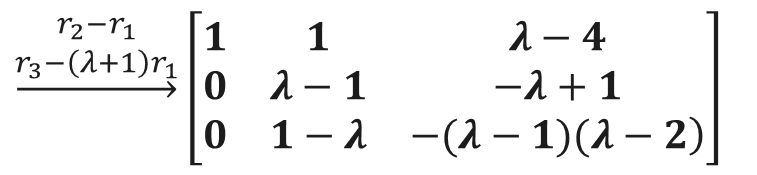 r₂−r₁
r₃−(λ+1)r₁
1 1 λ − 4
0 λ − 1 −λ + 1
0 1 − λ −(λ − 1)(λ − 2)